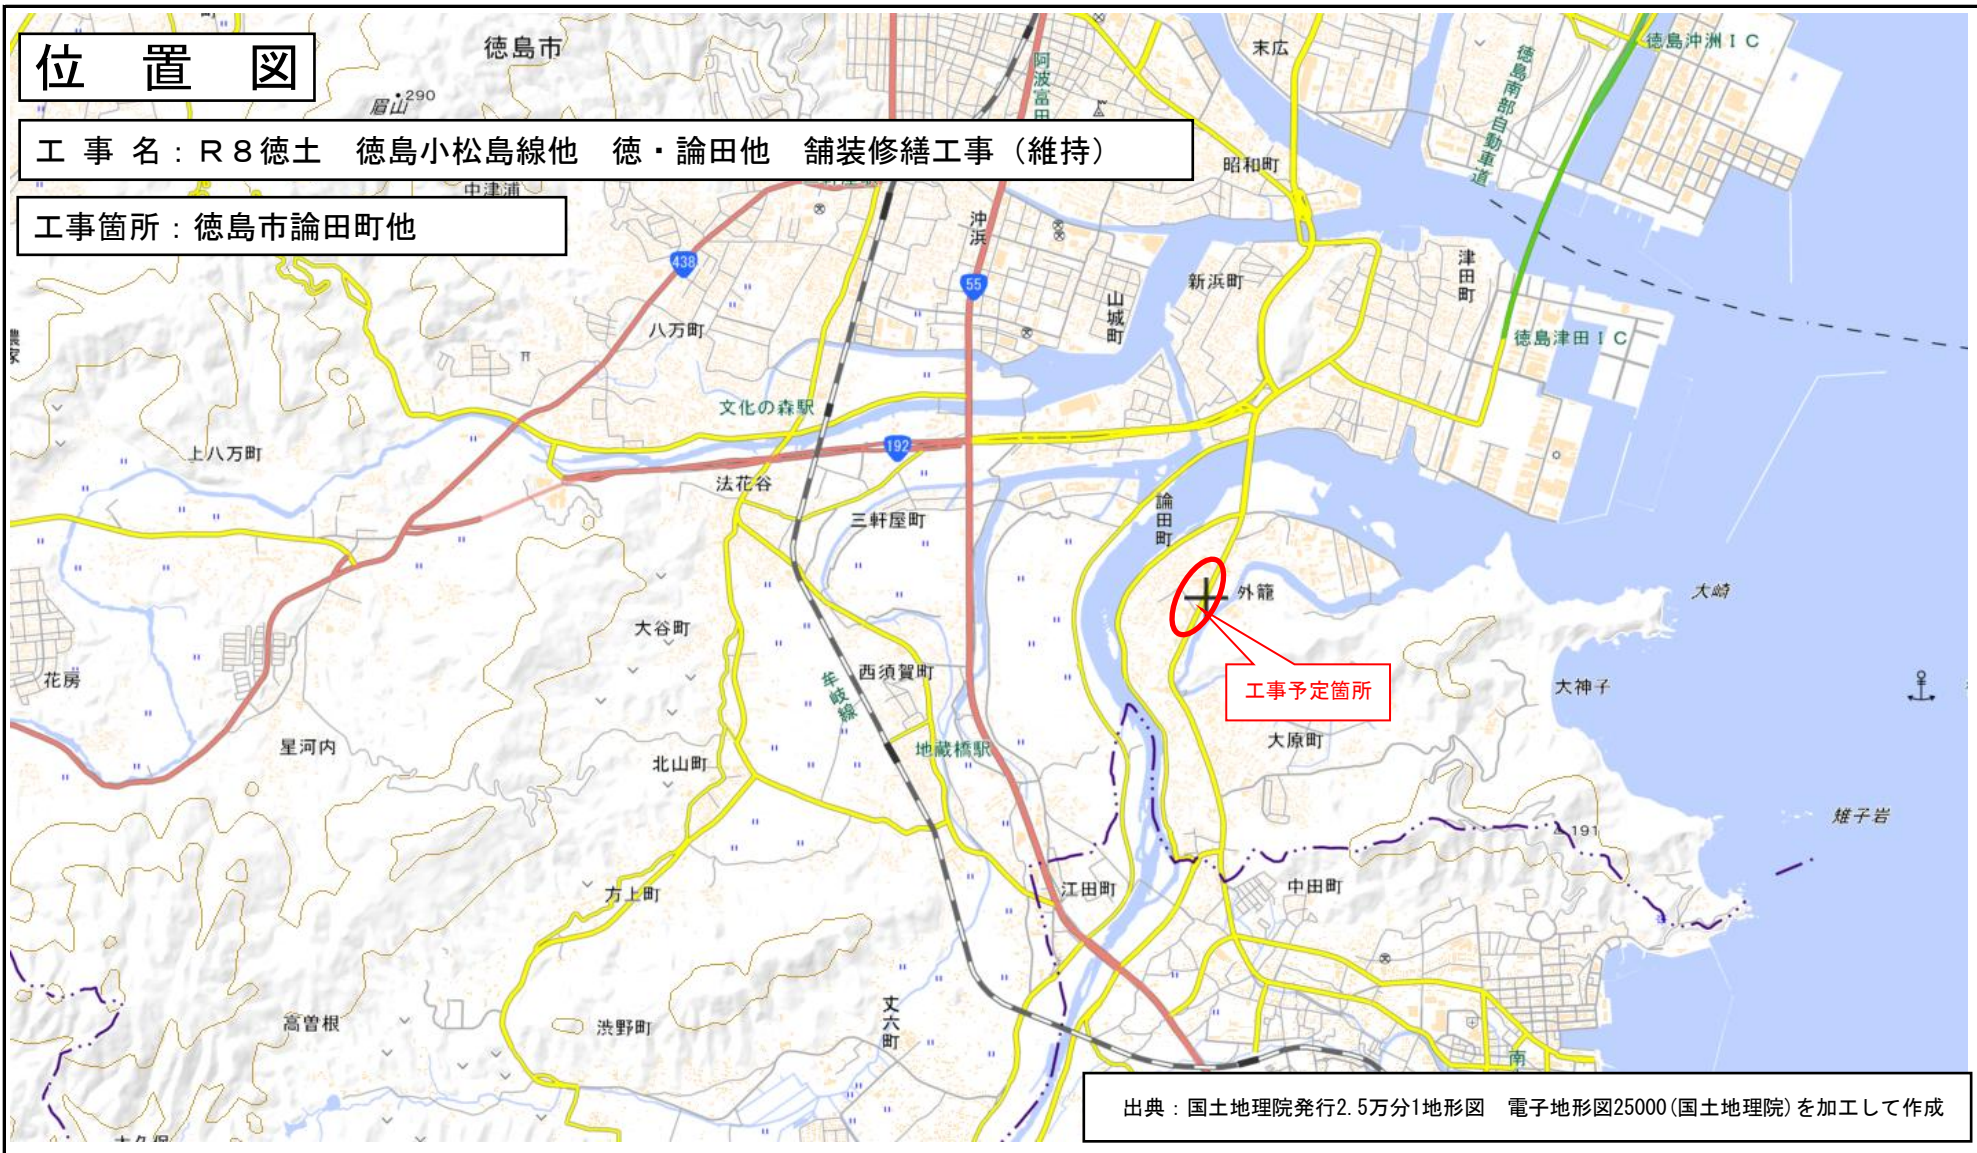 位置図
工事名：Ｒ８徳土　徳島小松島線他　徳・論田他　舗装修繕工事（維持）
工事箇所：徳島市論田町他
徳島市
眉山
290
中津浦
阿波富田
末広
徳島沖洲ＩＣ
徳島南部自動車道
昭和町
沖浜
438
55
新浜町
津田町
山城町
八万町
徳島津田ＩＣ
文化の森駅
上八万町
192
法花谷
三軒屋町
論田町
外籠
大崎
大谷町
西須賀町
工事予定箇所
花房
牟岐線
大神子
星河内
北山町
地蔵橋駅
大原町
雉子岩
191
方上町
江田町
中田町
高曽根
渋野町
丈六町
南
出典：国土地理院発行2.5万分1地形図　電子地形図25000(国土地理院)を加工して作成